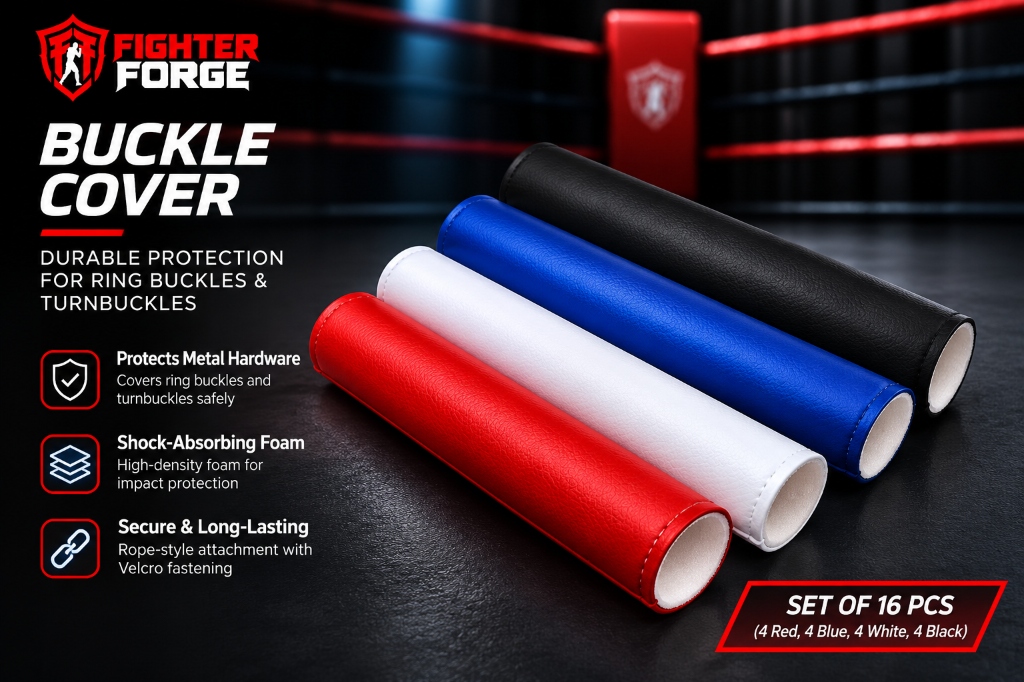 FIGHTER
FORGE
BUCKLE
COVER
DURABLE PROTECTION
FOR RING BUCKLES &
TURNBUCKLES
Protects Metal Hardware
Covers ring buckles and
turnbuckles safely
Shock-Absorbing Foam
High-density foam for
impact protection
Secure & Long-Lasting
Rope-style attachment with
Velcro fastening
SET OF 16 PCS
(4 Red, 4 Blue, 4 White, 4 Black)